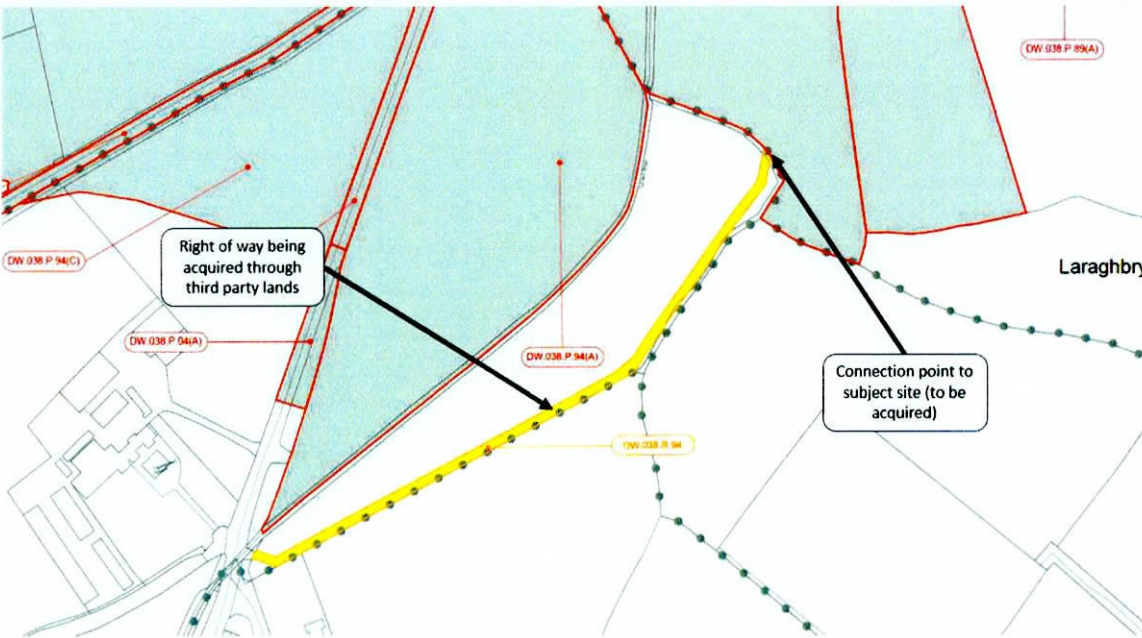 DW.038.P.89(A)
Right of way being
acquired through
third party lands
DW.038.P.94(C)
Laraghbry
DW.038.P.94(A)
DW.038.P.94(A)
Connection point to
subject site (to be
acquired)
DW.038.R.94